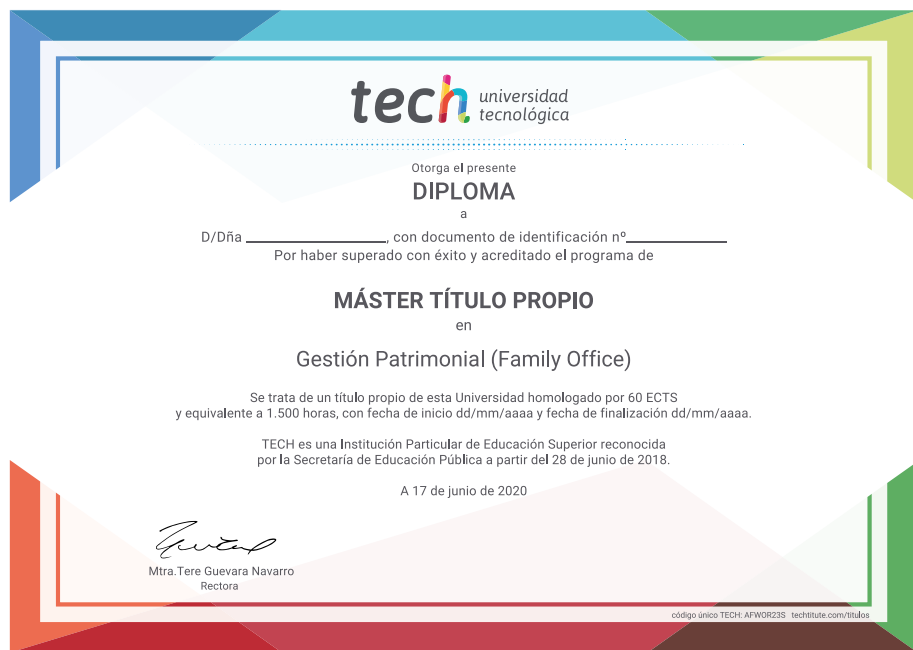 tech universidad
tecnológica
Otorga el presente
DIPLOMA
a
D/Dña ________________, con documento de identificación nº____________
Por haber superado con éxito y acreditado el programa de
MÁSTER TÍTULO PROPIO
en
Gestión Patrimonial (Family Office)
Se trata de un título propio de esta Universidad homologado por 60 ECTS
y equivalente a 1.500 horas, con fecha de inicio dd/mm/aaaa y fecha de finalización dd/mm/aaaa.
TECH es una Institución Particular de Educación Superior reconocida
por la Secretaría de Educación Pública a partir del 28 de junio de 2018.
A 17 de junio de 2020
Mtra.Tere Guevara Navarro
Rectora
código único TECH: AFWOR23S techtitute.com/titulos